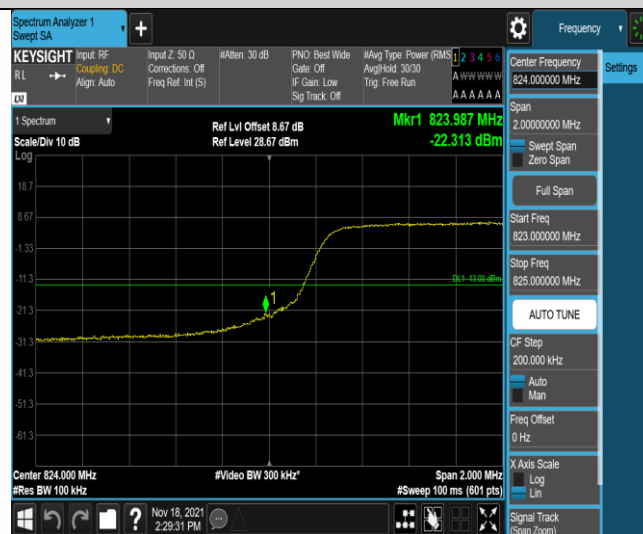 Spectrum Analyzer 1
Swept SA
+
Frequency
KEYSIGHT
RL
LXI
Input: RF
Coupling: DC
Align: Auto
Input Z: 50 Ω
Corrections: Off
Freq Ref: Int (S)
#Atten: 30 dB
PNO: Best Wide
Gate: Off
IF Gain: Low
Sig Track: Off
#Avg Type: Power (RMS
Avg|Hold: 30/30
Trig: Free Run
1 2 3 4 5 6
A W W W W W
A A A A A A
1 Spectrum
Scale/Div 10 dB
Ref Lvl Offset 8.67 dB
Ref Level 28.67 dBm
Mkr1 823.987 MHz
-22.313 dBm
Log
18.7
8.67
-1.33
-11.3
-21.3
-31.3
-41.3
-51.3
-61.3
DL1 -13.00 dBm
1
Center 824.000 MHz
#Res BW 100 kHz
#Video BW 300 kHz*
Span 2.000 MHz
#Sweep 100 ms (601 pts)
Nov 18, 2021
2:29:31 PM
Center Frequency
824.000000 MHz
Settings
Span
2.00000000 MHz
Swept Span
Zero Span
Full Span
Start Freq
823.000000 MHz
Stop Freq
825.000000 MHz
AUTO TUNE
CF Step
200.000 kHz
Auto
Man
Freq Offset
0 Hz
X Axis Scale
Log
Lin
Signal Track
(Span Zoom)